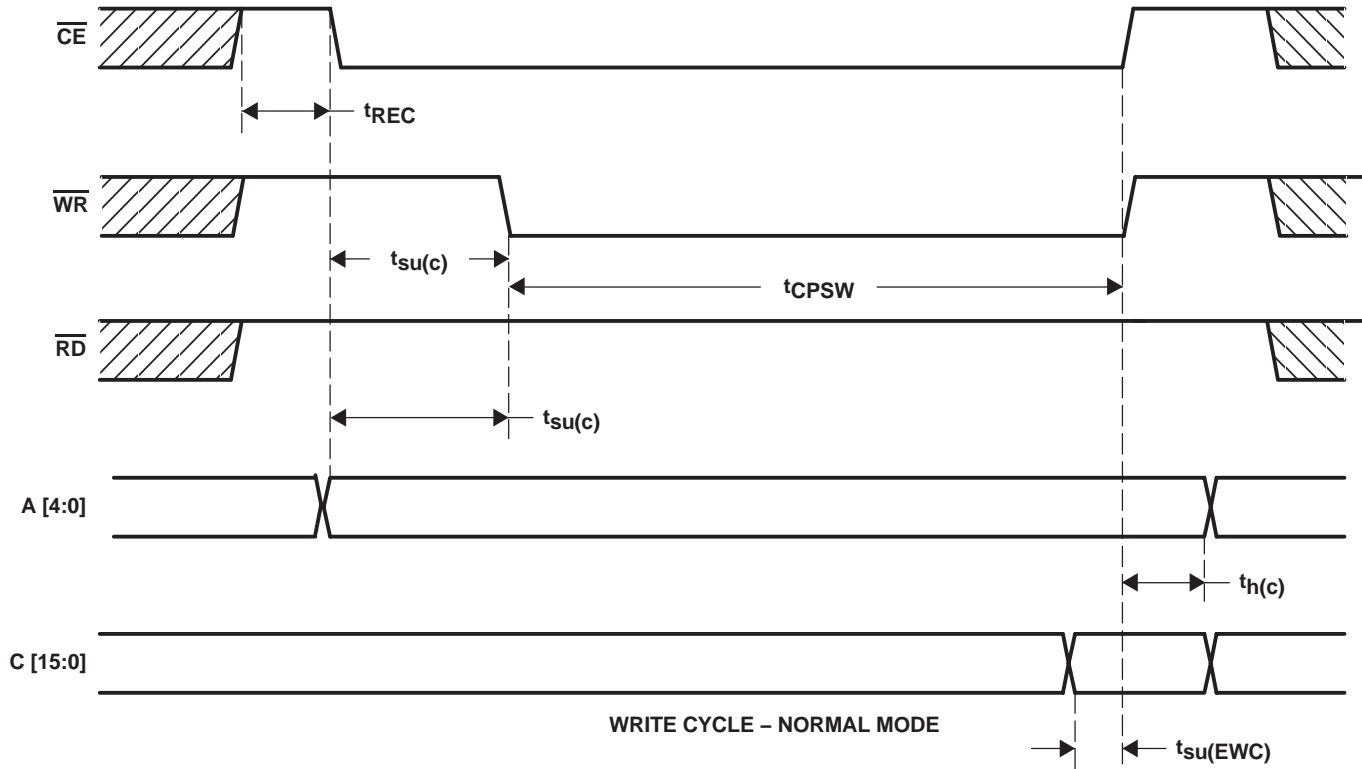 CE
tREC
WR
tsu(c)
tCPSW
RD
tsu(c)
A [4:0]
th(c)
C [15:0]
WRITE CYCLE – NORMAL MODE
tsu(EWC)